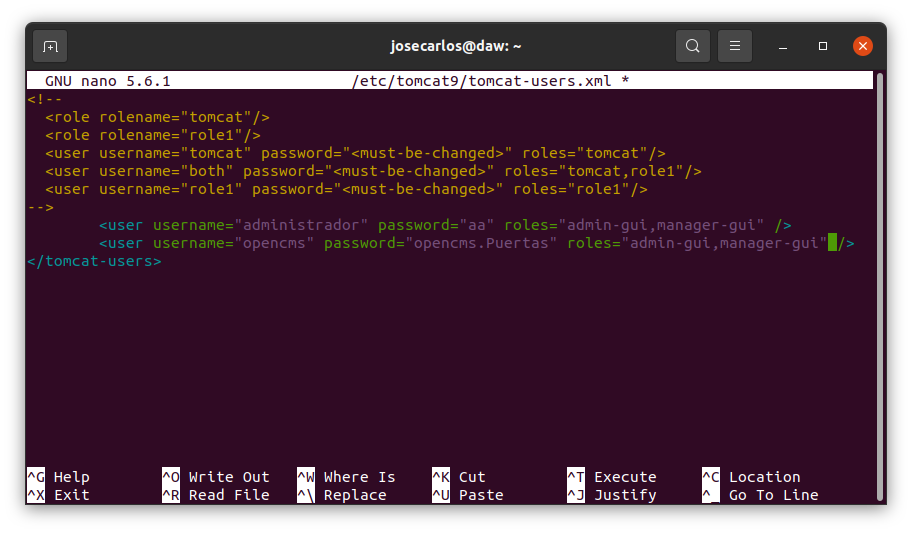 josecarlos@daw: ~
GNU nano 5.6.1 /etc/tomcat9/tomcat-users.xml *
<!--
  <role rolename="tomcat"/>
  <role rolename="role1"/>
  <user username="tomcat" password="<must-be-changed>" roles="tomcat"/>
  <user username="both" password="<must-be-changed>" roles="tomcat,role1"/>
  <user username="role1" password="<must-be-changed>" roles="role1"/>
-->
        <user username="administrador" password="aa" roles="admin-gui,manager-gui" />
        <user username="opencms" password="opencms.Puertas" roles="admin-gui,manager-gui" />
</tomcat-users>
^G Help ^O Write Out ^W Where Is ^K Cut ^T Execute ^C Location
^X Exit ^R Read File ^\ Replace ^U Paste ^J Justify ^_ Go To Line